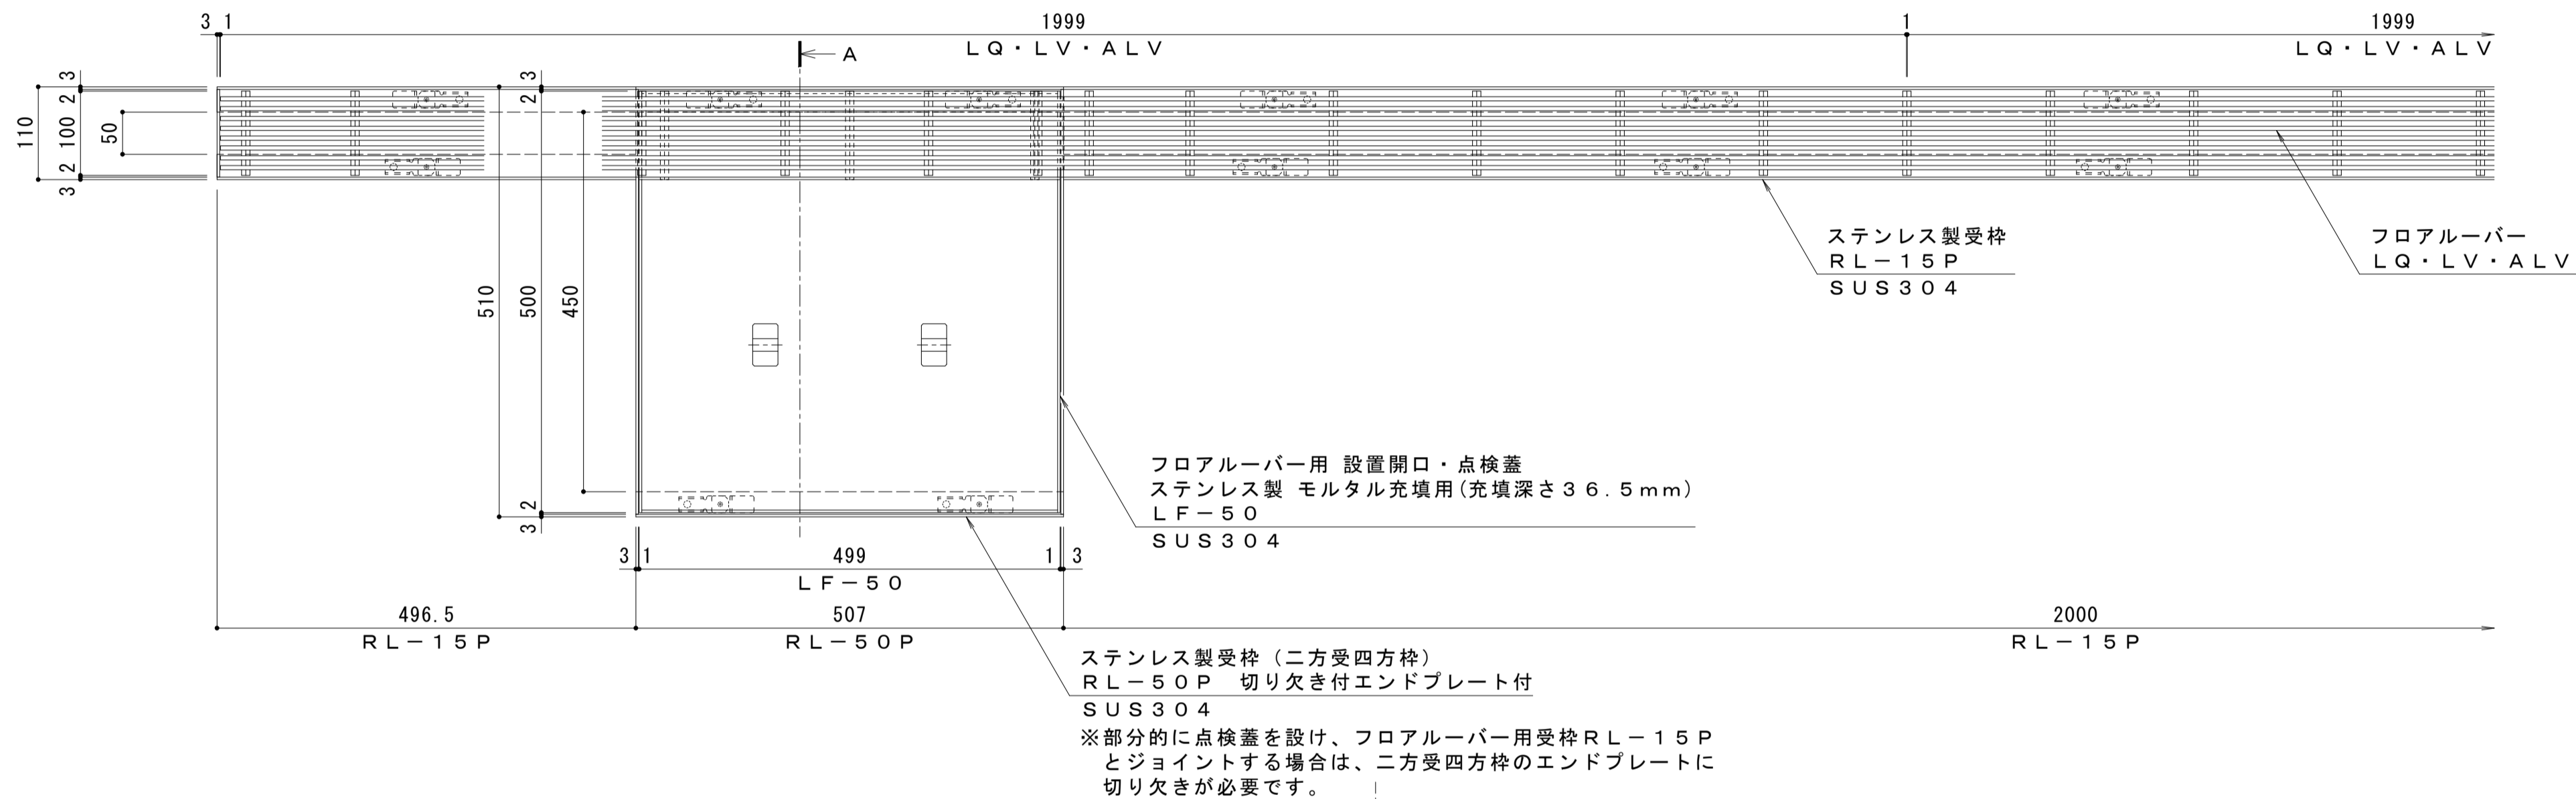 3 1 1999 1 1999
LQ・LV・ALV LQ・LV・ALV
A
3 3
2 2
110 100 50
2
3
510 500 450
ステンレス製受枠
RL－15P
SUS304
フロアルーバー
LQ・LV・ALV
フロアルーバー用 設置開口・点検蓋
ステンレス製 モルタル充填用(充填深さ36.5mm)
LF－50
SUS304
2
3
3 1 499 1 3
LF－50
496.5 507 2000
RL－15P RL－50P RL－15P
ステンレス製受枠（二方受四方枠）
RL－50P 切り欠き付エンドプレート付
SUS304
※部分的に点検蓋を設け、フロアルーバー用受枠RL－15P
とジョイントする場合は、二方受四方枠のエンドプレートに
切り欠きが必要です。